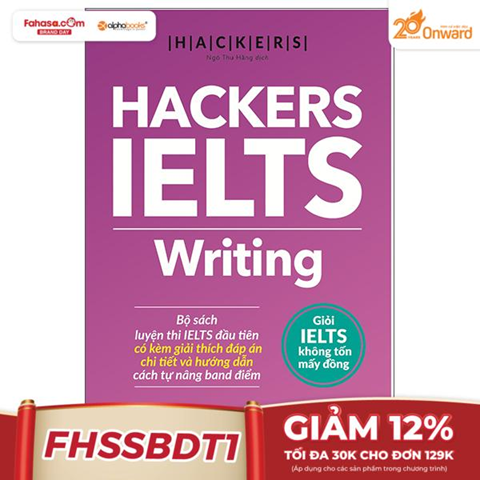 Fahasa.com
BRAND DAY
alphabooks
20 Onward
|H|A|C|K|E|R|S|
Ngô Thu Hằng dịch
HACKERS
IELTS
Writing
Bộ sách
luyện thi IELTS đầu tiên
có kèm giải thích đáp án
chi tiết và hướng dẫn
cách tự nâng band điểm
Giỏi
IELTS
không tốn
mấy đồng
FHSSBDT1
GIẢM 12%
TỐI ĐA 30K CHO ĐƠN 129K
(Áp dụng cho các sản phẩm trong chương trình)